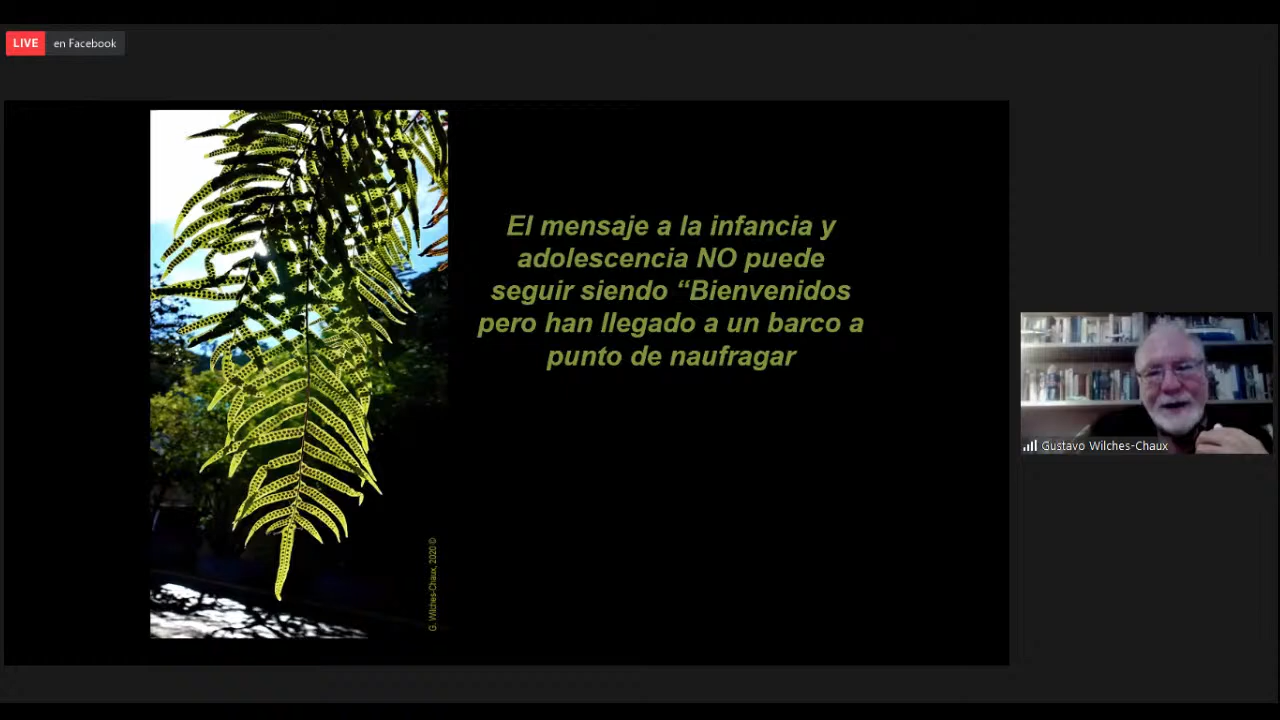 LIVE en Facebook
El mensaje a la infancia y
adolescencia NO puede
seguir siendo “Bienvenidos
pero han llegado a un barco a
punto de naufragar
G. Wilches-Chaux, 2020 ©
Gustavo Wilches-Chaux